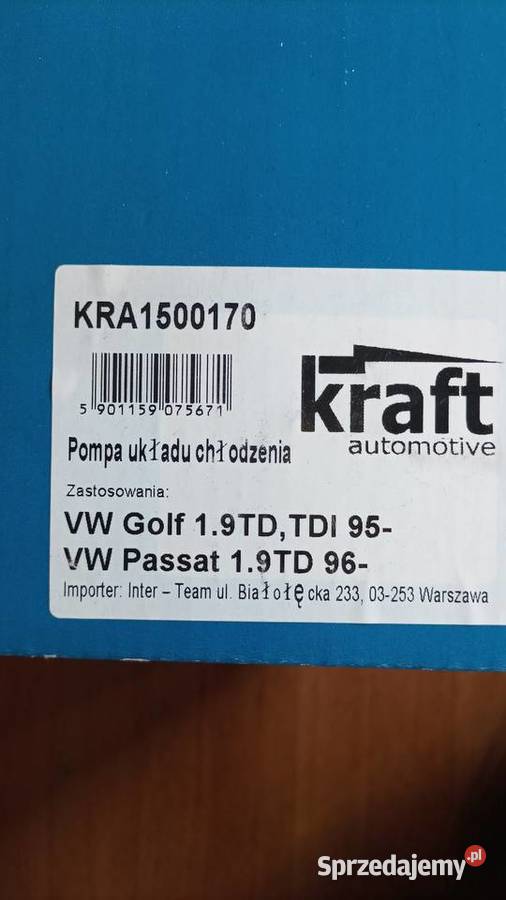 KRA1500170
5 901159 075671
kraft
automotive
Pompa układu chłodzenia
Zastosowania:
VW Golf 1.9TD,TDI 95-
VW Passat 1.9TD 96-
Importer: Inter – Team ul. Białołęcka 233, 03-253 Warszawa
Sprzedajemy.pl